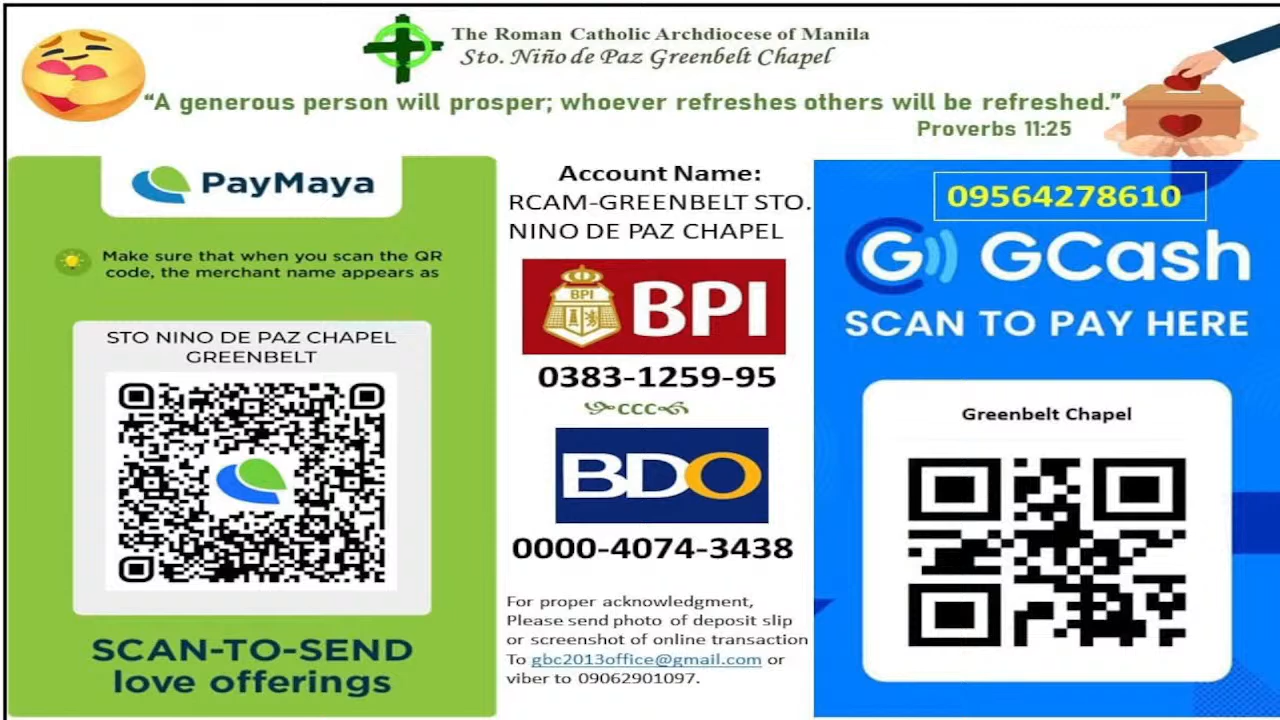 The Roman Catholic Archdiocese of Manila
Sto. Niño de Paz Greenbelt Chapel
“A generous person will prosper; whoever refreshes others will be refreshed.”
Proverbs 11:25
PayMaya
Make sure that when you scan the QR
code, the merchant name appears as
STO NINO DE PAZ CHAPEL
GREENBELT
SCAN-TO-SEND
love offerings
Account Name:
RCAM-GREENBELT STO.
NINO DE PAZ CHAPEL
BPI
BPI
0383-1259-95
ccc
BDO
0000-4074-3438
For proper acknowledgment,
Please send photo of deposit slip
or screenshot of online transaction
To gbc2013office@gmail.com or
viber to 09062901097.
09564278610
G GCash
SCAN TO PAY HERE
Greenbelt Chapel